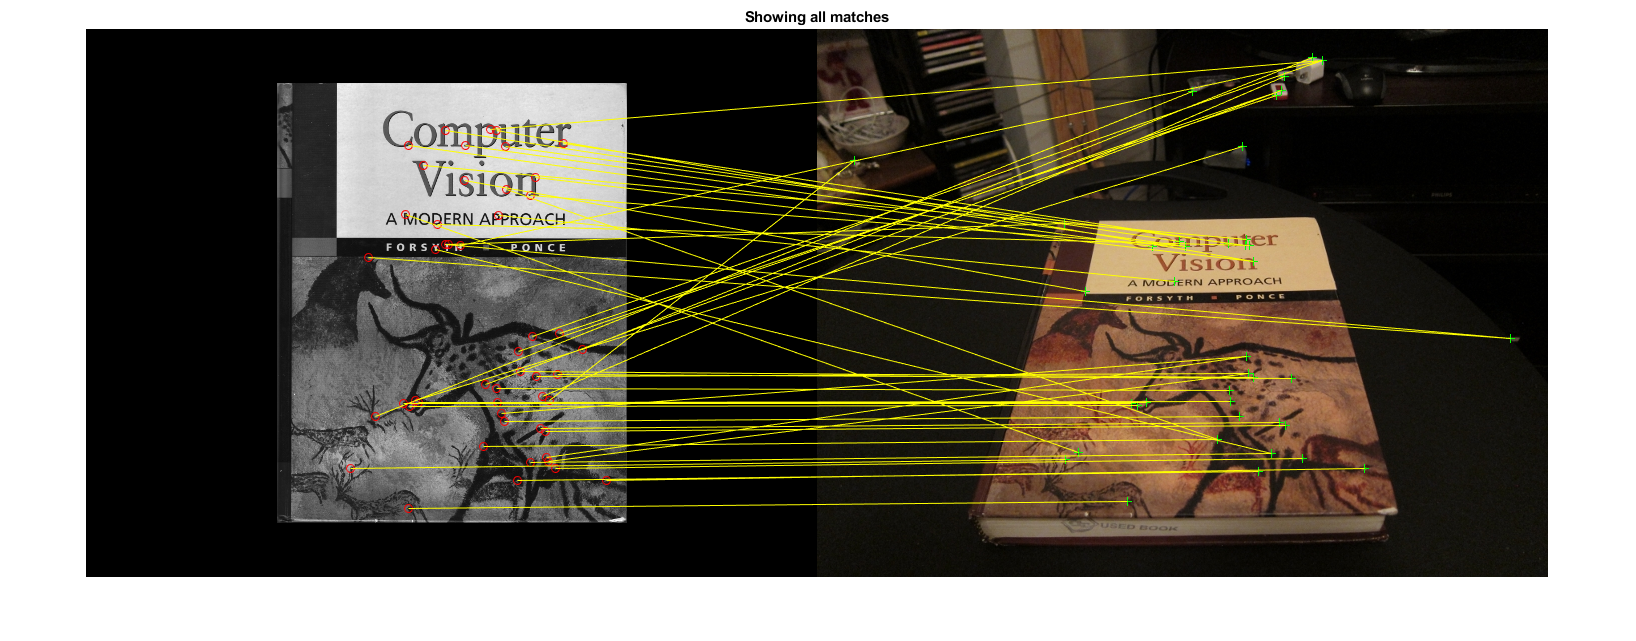 Showing all matches
Computer
Vision
A MODERN APPROACH
FORSYTH PONCE
Computer
Vision
A MODERN APPROACH
FORSYTH PONCE
USED BOOK